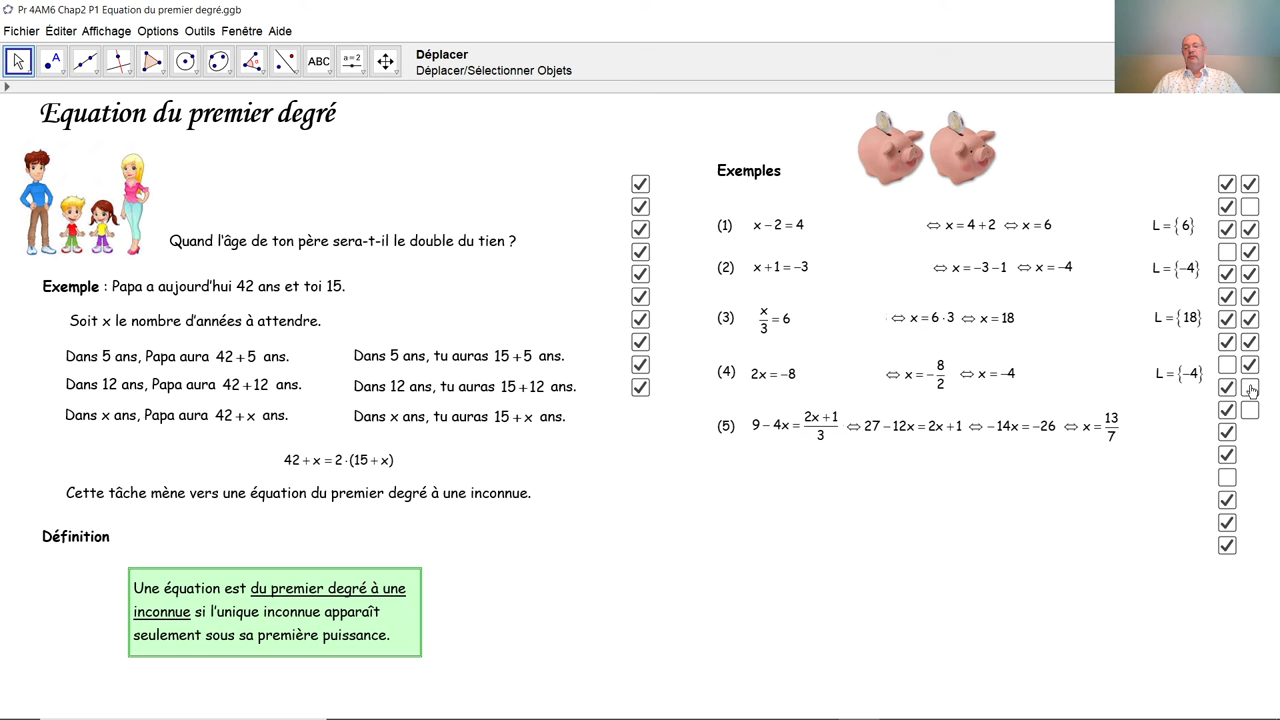 Pr 4AM6 Chap2 P1 Equation du premier degré.ggb
Fichier Éditer Affichage Options Outils Fenêtre Aide
A ABC a=2
Déplacer
Déplacer/Sélectionner Objets
Equation du premier degré
Quand l'âge de ton père sera-t-il le double du tien ?
Exemple : Papa a aujourd'hui 42 ans et toi 15.
Soit x le nombre d'années à attendre.
Dans 5 ans, Papa aura 42+5 ans. Dans 5 ans, tu auras 15+5 ans.
Dans 12 ans, Papa aura 42+12 ans. Dans 12 ans, tu auras 15+12 ans.
Dans x ans, Papa aura 42+x ans. Dans x ans, tu auras 15+x ans.
42+x=2·(15+x)
Cette tâche mène vers une équation du premier degré à une inconnue.
Définition
Une équation est du premier degré à une
inconnue si l'unique inconnue apparaît
seulement sous sa première puissance.
Exemples
(1) x−2=4 ⇔ x=4+2 ⇔ x=6 L={6}
(2) x+1=−3 ⇔ x=−3−1 ⇔ x=−4 L={−4}
(3) x/3=6 ⇔ x=6·3 ⇔ x=18 L={18}
(4) 2x=−8 ⇔ x=−8/2 ⇔ x=−4 L={−4}
(5) 9−4x=(2x+1)/3 ⇔ 27−12x=2x+1 ⇔ −14x=−26 ⇔ x=13/7